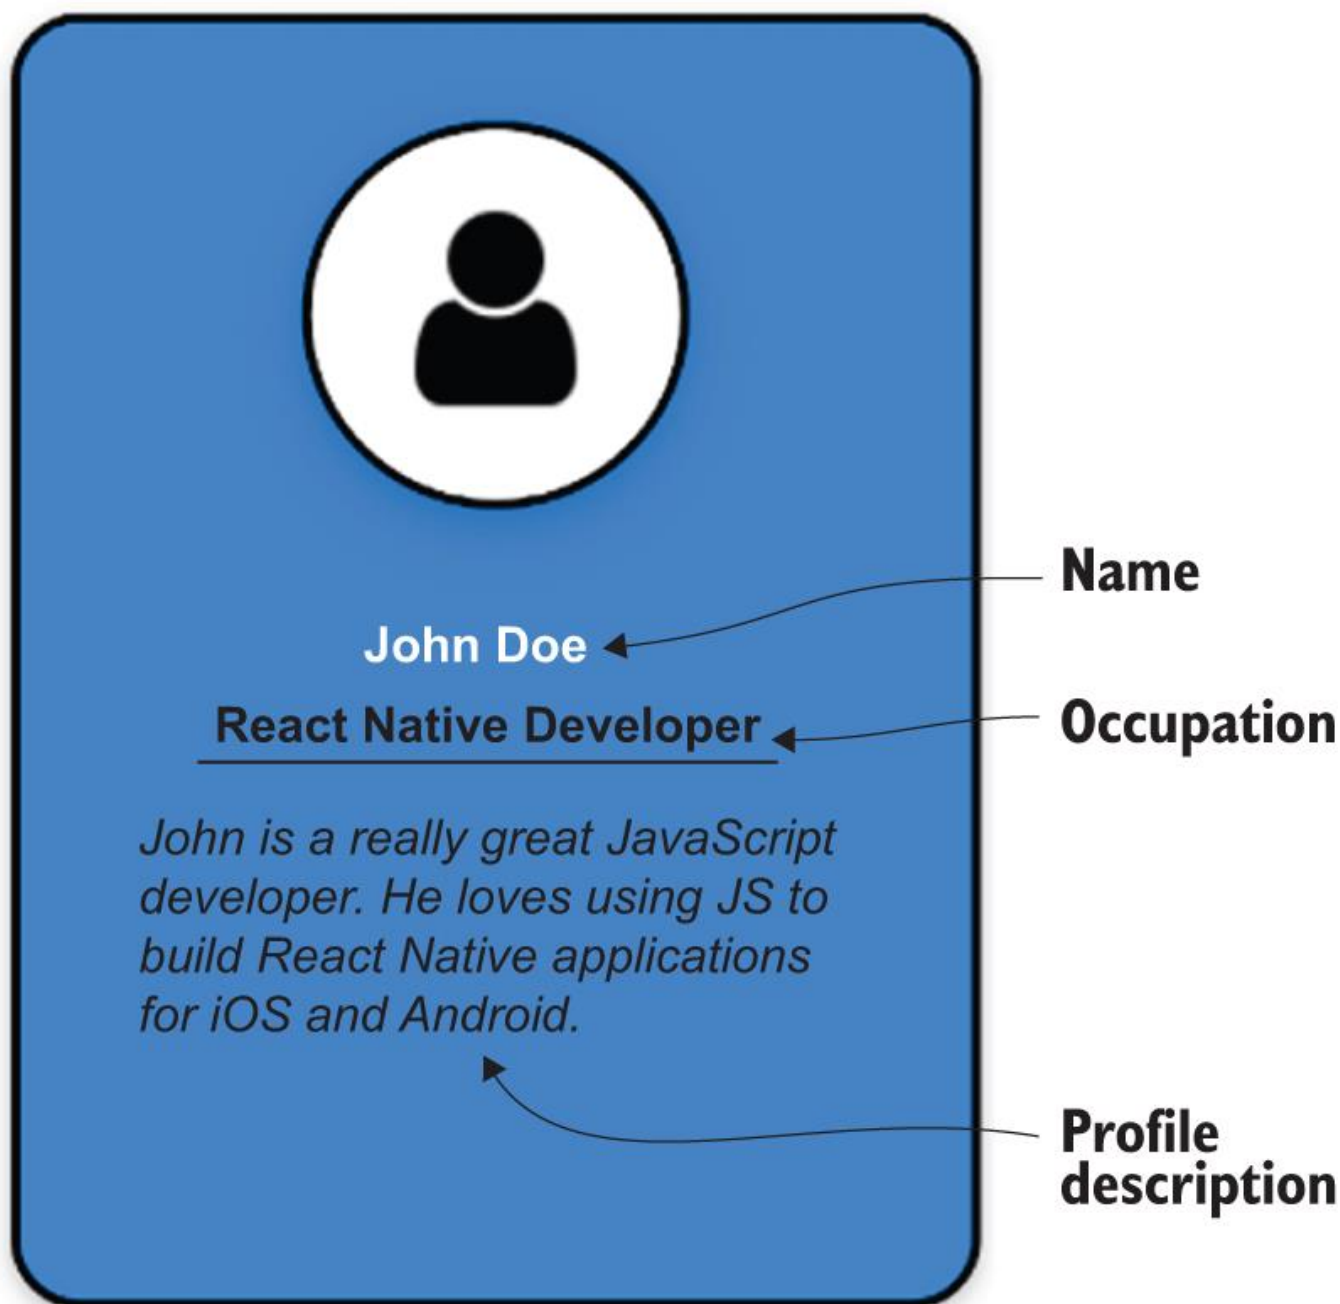 John Doe
Name
React Native Developer
Occupation
John is a really great JavaScript
developer. He loves using JS to
build React Native applications
for iOS and Android.
Profile
description